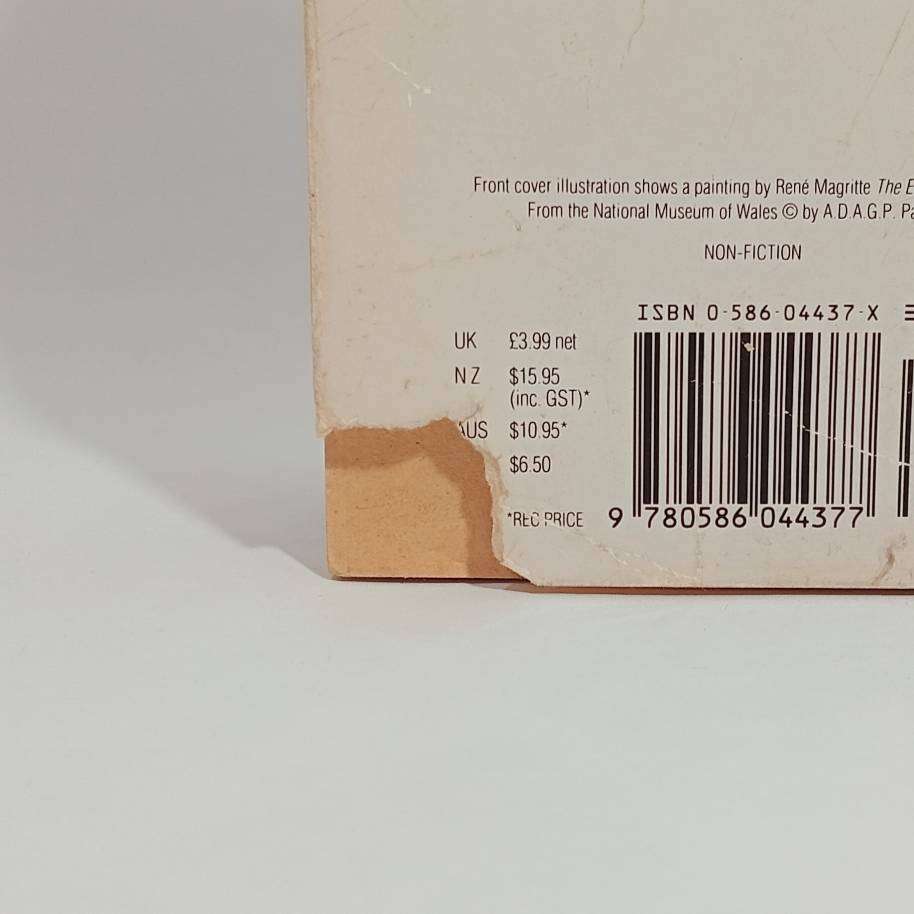 Front cover illustration shows a painting by René Magritte The
From the National Museum of Wales © by A.D.A.G.P.
NON-FICTION
ISBN 0-586-04437-X
UK £3.99 net
NZ $15.95
(inc. GST)*
AUS $10.95*
$6.50
*REC PRICE
9 780586 044377